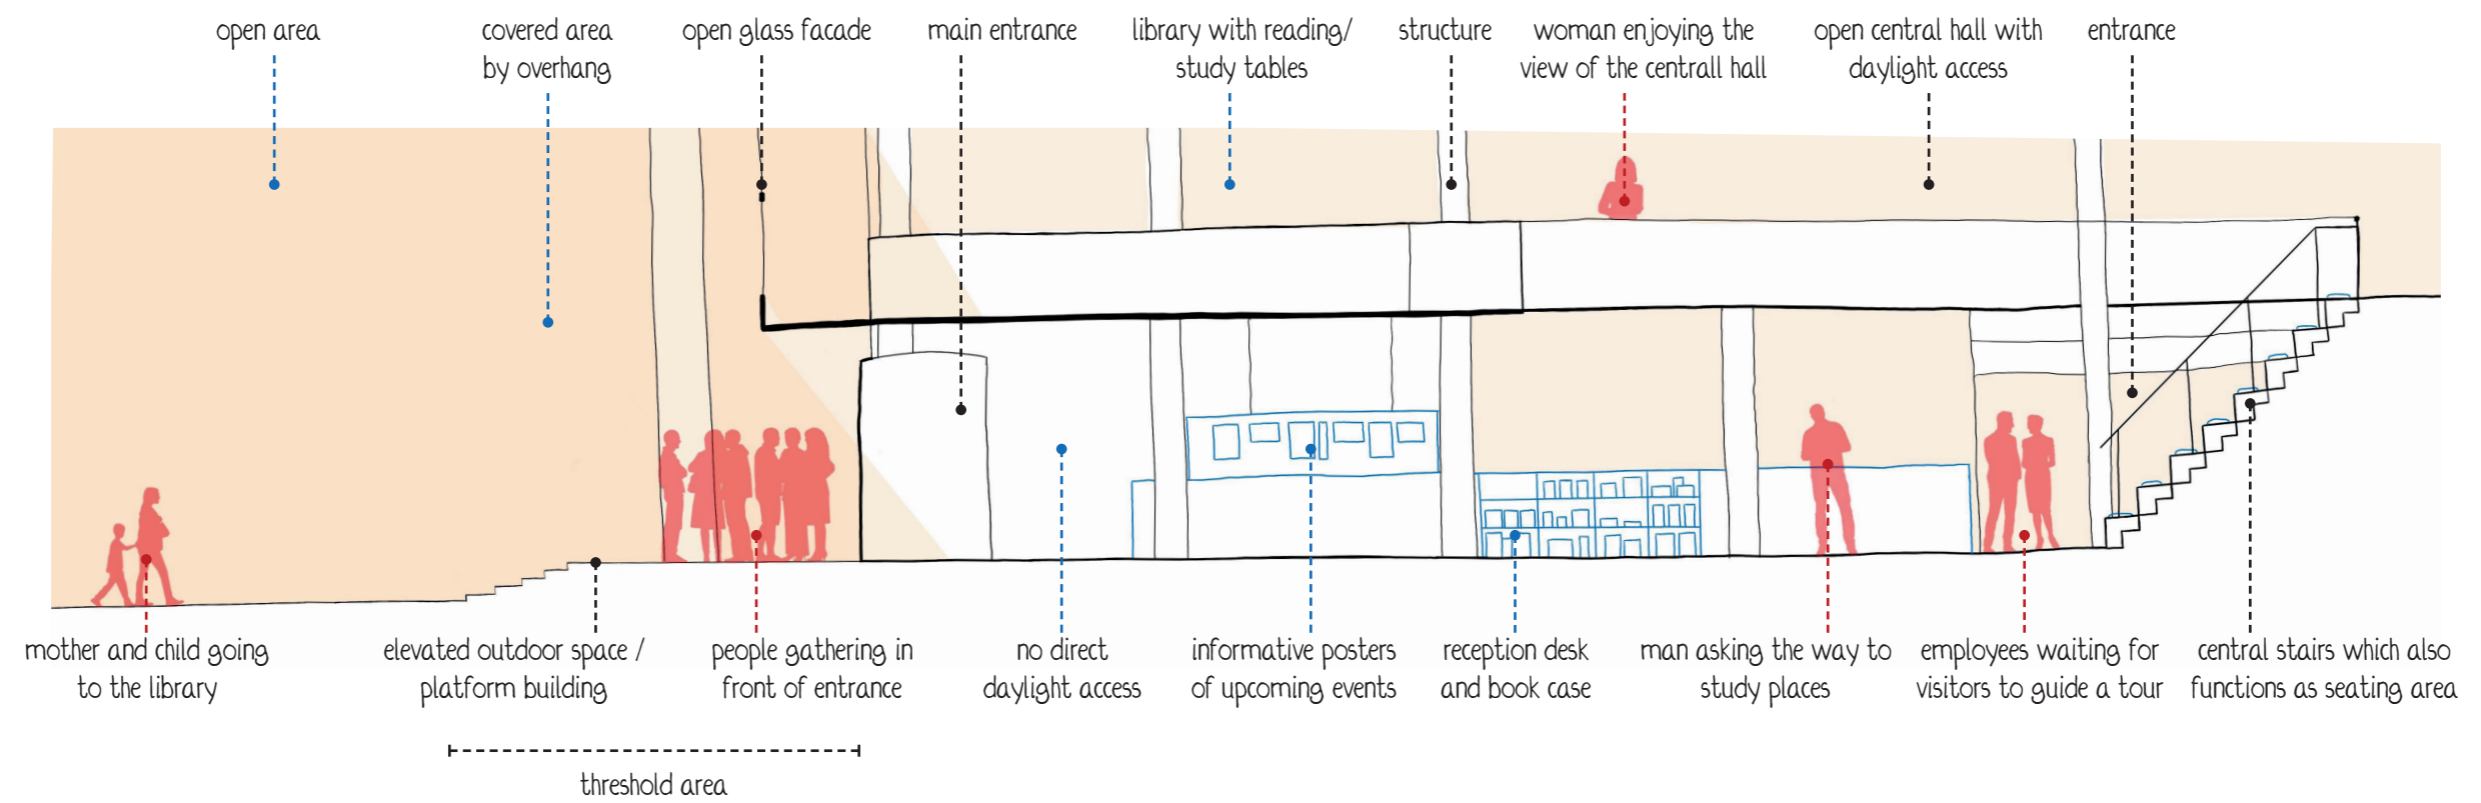 open area
covered area
by overhang
open glass facade
main entrance
library with reading/
study tables
structure
woman enjoying the
view of the centrall hall
open central hall with
daylight access
entrance
mother and child going
to the library
elevated outdoor space /
platform building
people gathering in
front of entrance
no direct
daylight access
informative posters
of upcoming events
reception desk
and book case
man asking the way to
study places
employees waiting for
visitors to guide a tour
central stairs which also
functions as seating area
threshold area